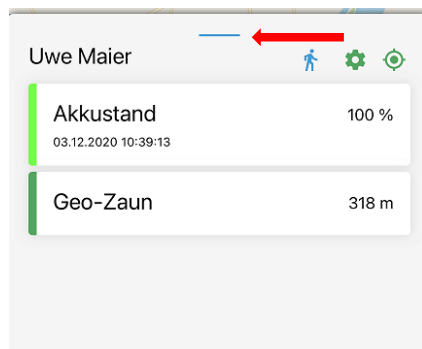 Uwe Maier
Akkustand
100 %
03.12.2020 10:39:13
Geo-Zaun
318 m